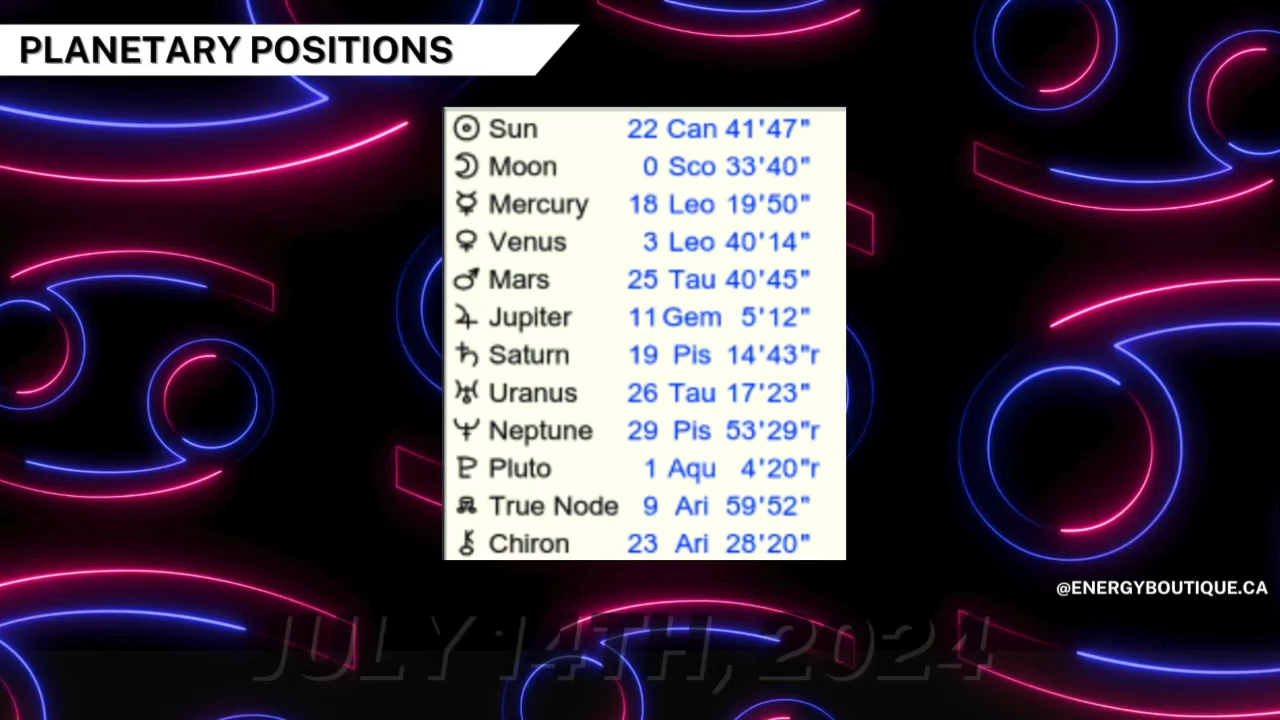 PLANETARY POSITIONS
☉ Sun 22 Can 41'47"
☽ Moon 0 Sco 33'40"
☿ Mercury 18 Leo 19'50"
♀ Venus 3 Leo 40'14"
♂ Mars 25 Tau 40'45"
♃ Jupiter 11 Gem 5'12"
♄ Saturn 19 Pis 14'43"r
♅ Uranus 26 Tau 17'23"
♆ Neptune 29 Pis 53'29"r
♇ Pluto 1 Aqu 4'20"r
☊ True Node 9 Ari 59'52"
⚷ Chiron 23 Ari 28'20"
@ENERGYBOUTIQUE.CA
JULY 14TH, 2024